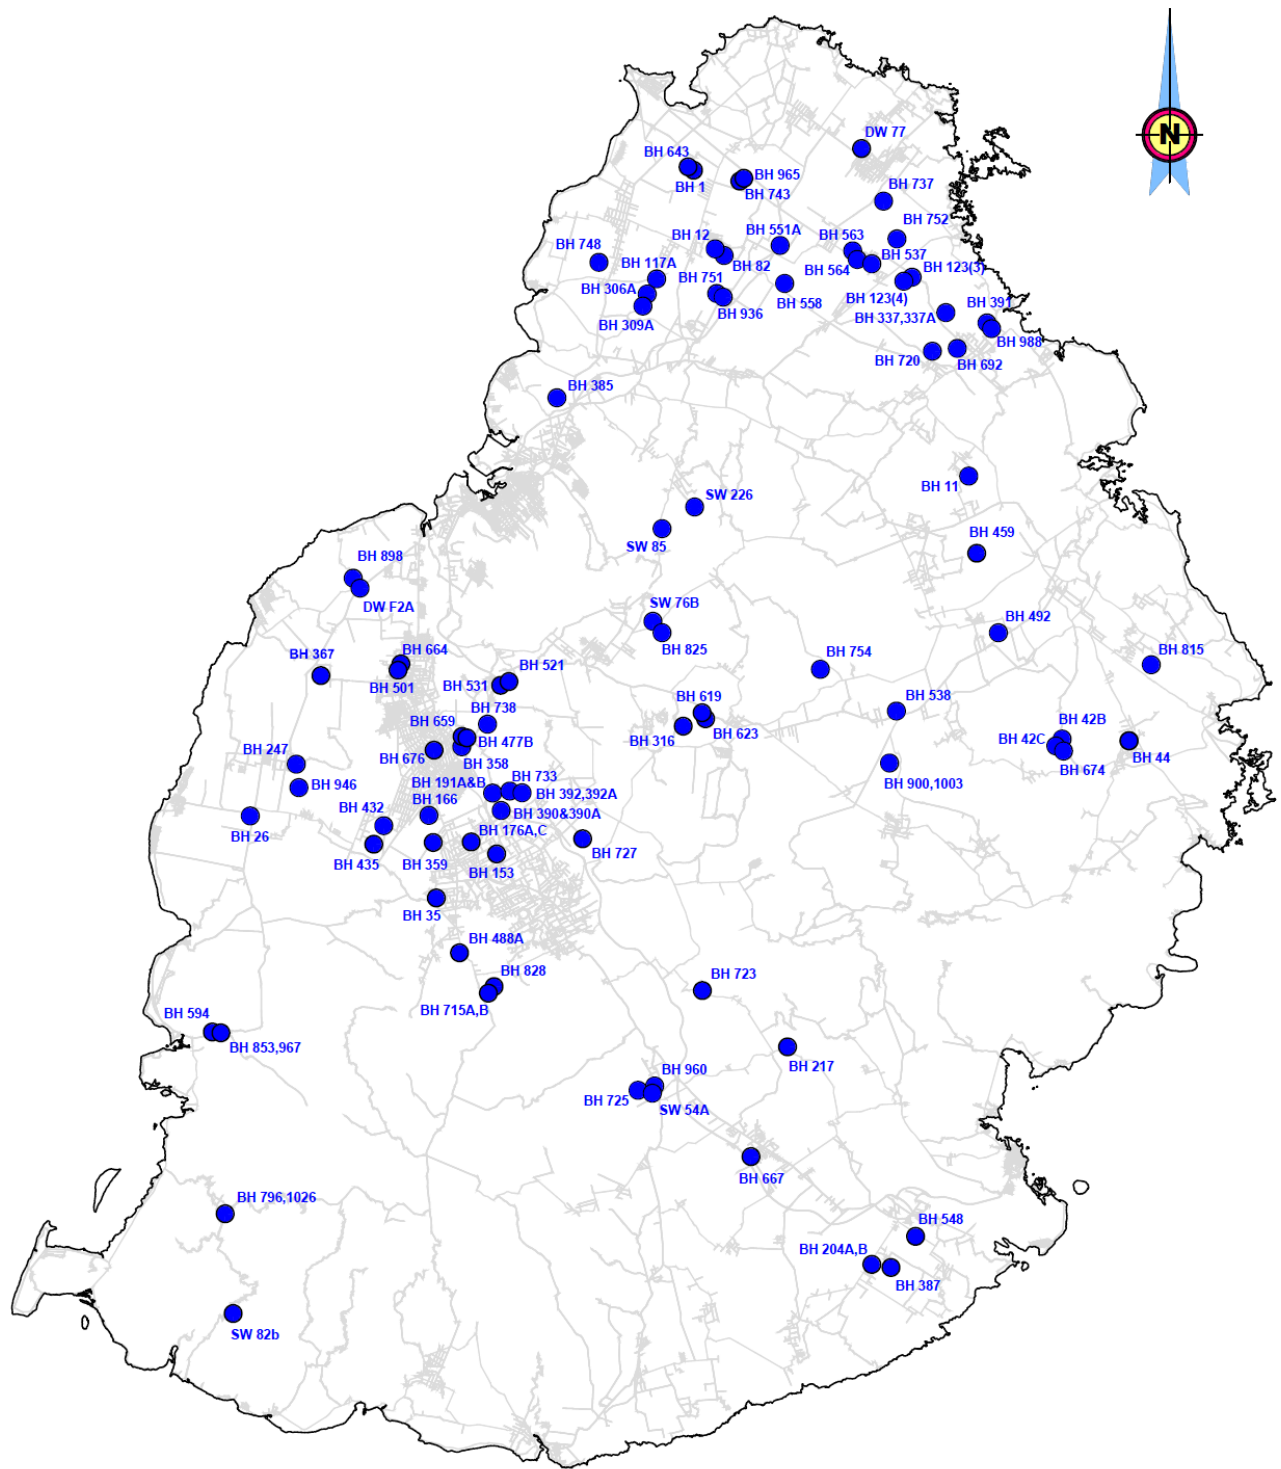 N
DW 77
BH 643
BH 1
BH 965
BH 743
BH 737
BH 752
BH 551A
BH 563
BH 12
BH 82
BH 537
BH 564
BH 748
BH 117A
BH 123(3)
BH 306A
BH 751
BH 558
BH 123(4)
BH 936
BH 391
BH 309A
BH 337,337A
BH 988
BH 720
BH 692
BH 385
BH 11
SW 226
SW 85
BH 459
BH 898
DW F2A
SW 76B
BH 492
BH 825
BH 664
BH 367
BH 501
BH 521
BH 531
BH 754
BH 815
BH 619
BH 538
BH 738
BH 659
BH 477B
BH 316
BH 623
BH 42B
BH 42C
BH 676
BH 358
BH 674
BH 44
BH 247
BH 733
BH 191A&B
BH 900,1003
BH 946
BH 392,392A
BH 166
BH 390&390A
BH 432
BH 26
BH 176A,C
BH 727
BH 435
BH 359
BH 153
BH 35
BH 488A
BH 828
BH 723
BH 715A,B
BH 594
BH 853,967
BH 217
BH 960
BH 725
SW 54A
BH 667
BH 796,1026
BH 548
BH 204A,B
BH 387
SW 82b